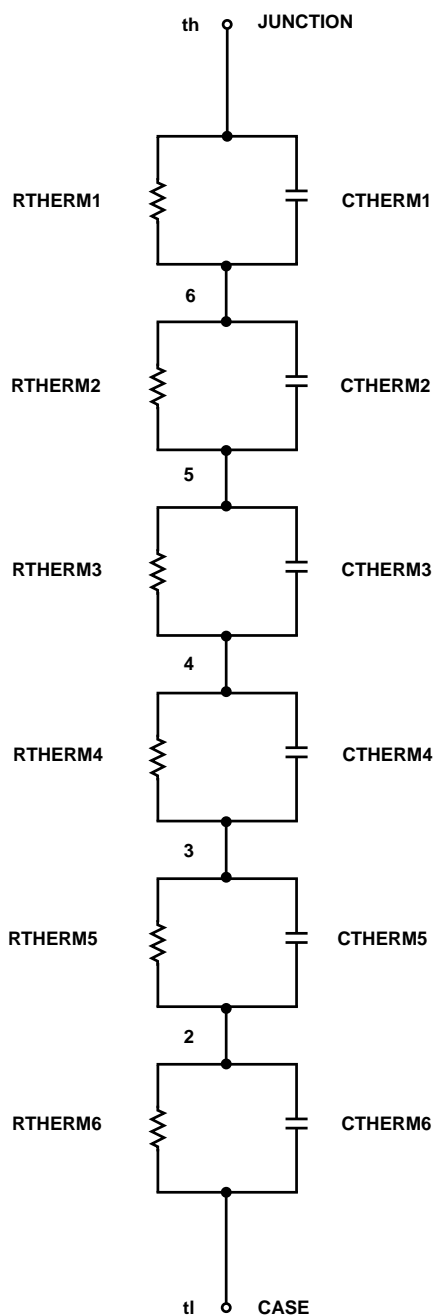 th JUNCTION
RTHERM1 CTHERM1
6
RTHERM2 CTHERM2
5
RTHERM3 CTHERM3
4
RTHERM4 CTHERM4
3
RTHERM5 CTHERM5
2
RTHERM6 CTHERM6
tl CASE